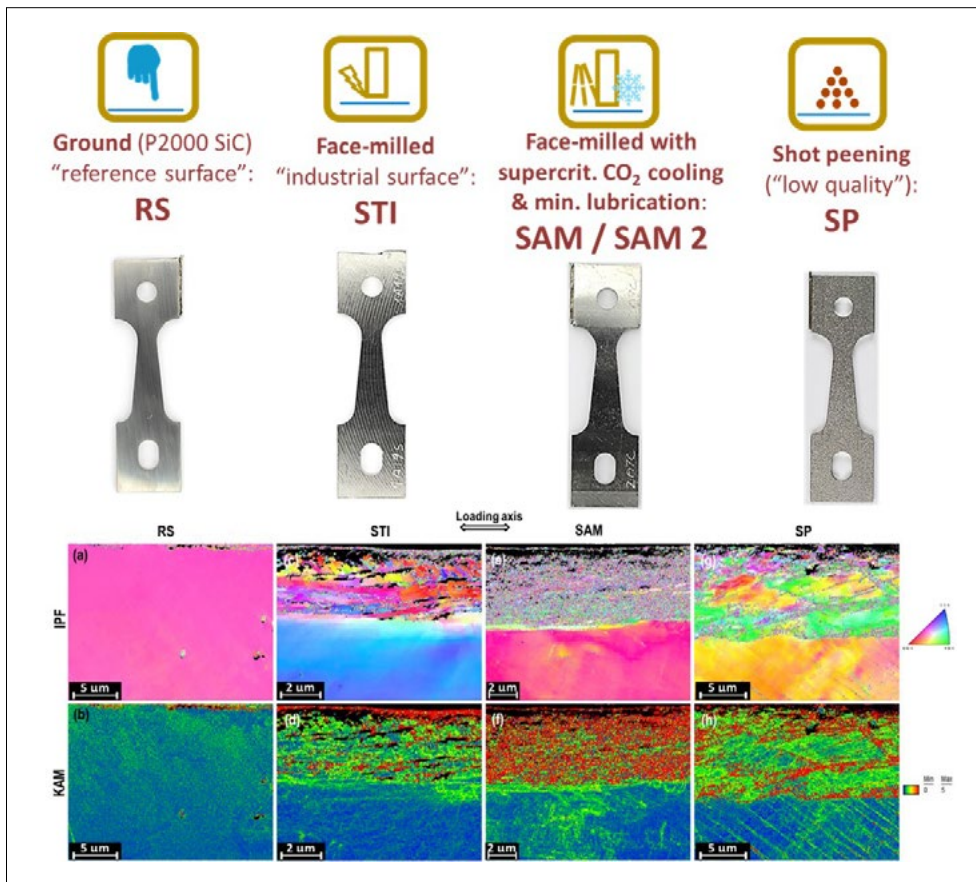 Ground (P2000 SiC)
“reference surface”:
RS
Face-milled
“industrial surface”:
STI
Face-milled with
supercrit. CO₂ cooling
& min. lubrication:
SAM / SAM 2
Shot peening
(“low quality”):
SP
RS
STI
Loading axis
SAM
SP
IPF
(a)
5 um
2 um
(e)
2 um
(g)
5 um
KAM
(b)
5 um
(d)
2 um
(f)
2 um
(h)
5 um
Min Max
0 5